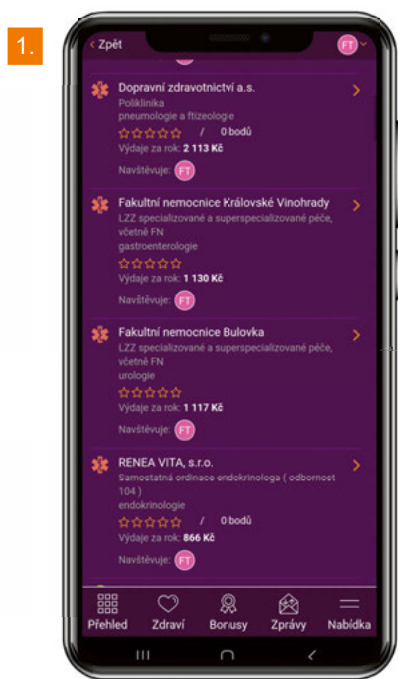 1.
Zpět
FT
Dopravní zdravotnictví a.s.
Poliklinika
pneumologie a ftizeologie
/ 0 bodů
Výdaje za rok: 2 113 Kč
Navštěvuje: FT
Fakultní nemocnice Královské Vinohrady
LZZ specializované a superspecializované péče,
včetně FN
gastroenterologie
Výdaje za rok: 1 130 Kč
Navštěvuje: FT
Fakultní nemocnice Bulovka
LZZ specializované a superspecializované péče,
včetně FN
urologie
Výdaje za rok: 1 117 Kč
Navštěvuje: FT
RENEA VITA, s.r.o.
Samostatná ordinace endokrinologa ( odbornost
104 )
endokrinologie
/ 0 bodů
Výdaje za rok: 866 Kč
Navštěvuje: FT
Přehled Zdraví Bonusy Zprávy Nabídka